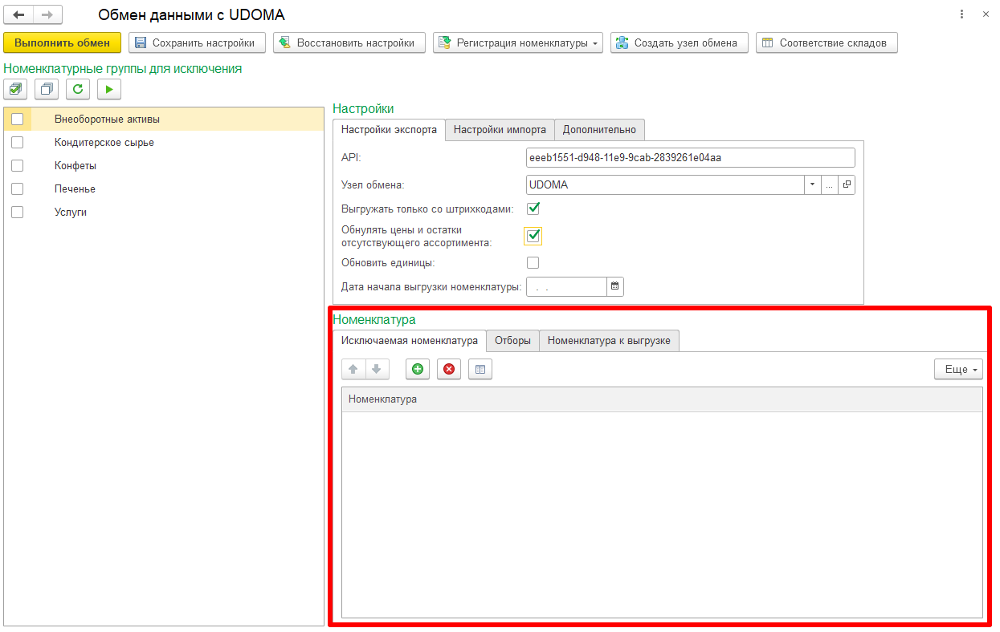 Обмен данными с UDOMA
Выполнить обмен Сохранить настройки Восстановить настройки Регистрация номенклатуры Создать узел обмена Соответствие складов
Номенклатурные группы для исключения
Внеоборотные активы
Кондитерское сырье
Конфеты
Печенье
Услуги
Настройки
Настройки экспорта Настройки импорта Дополнительно
API: eeeb1551-d948-11e9-9cab-2839261e04aa
Узел обмена: UDOMA ...
Выгружать только со штрихкодами:
Обнулять цены и остатки
отсутствующего ассортимента:
Обновить единицы:
Дата начала выгрузки номенклатуры: . .
Номенклатура
Исключаемая номенклатура Отборы Номенклатура к выгрузке
Еще
Номенклатура